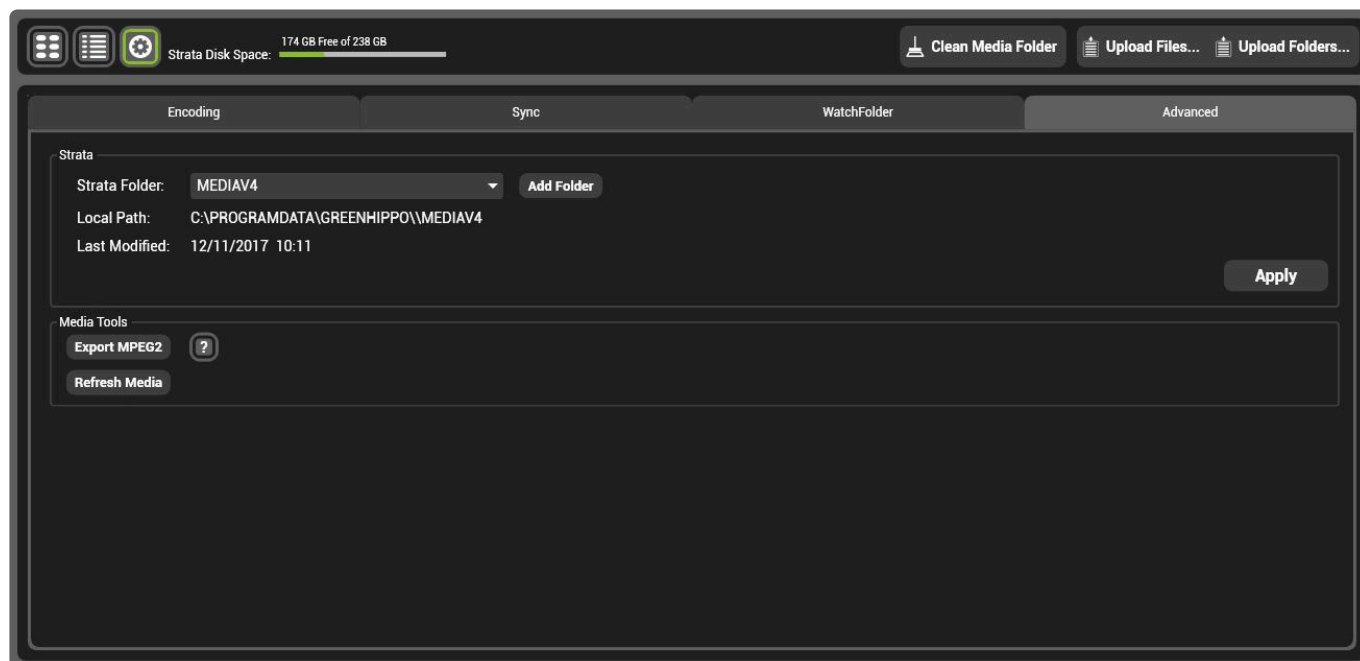 174 GB Free of 238 GB
Strata Disk Space:
Clean Media Folder
Upload Files...
Upload Folders...
Encoding
Sync
WatchFolder
Advanced
Strata
Strata Folder: MEDIAV4 Add Folder
Local Path: C:\PROGRAMDATA\GREENHIPPO\\MEDIAV4
Last Modified: 12/11/2017 10:11
Apply
Media Tools
Export MPEG2 ?
Refresh Media